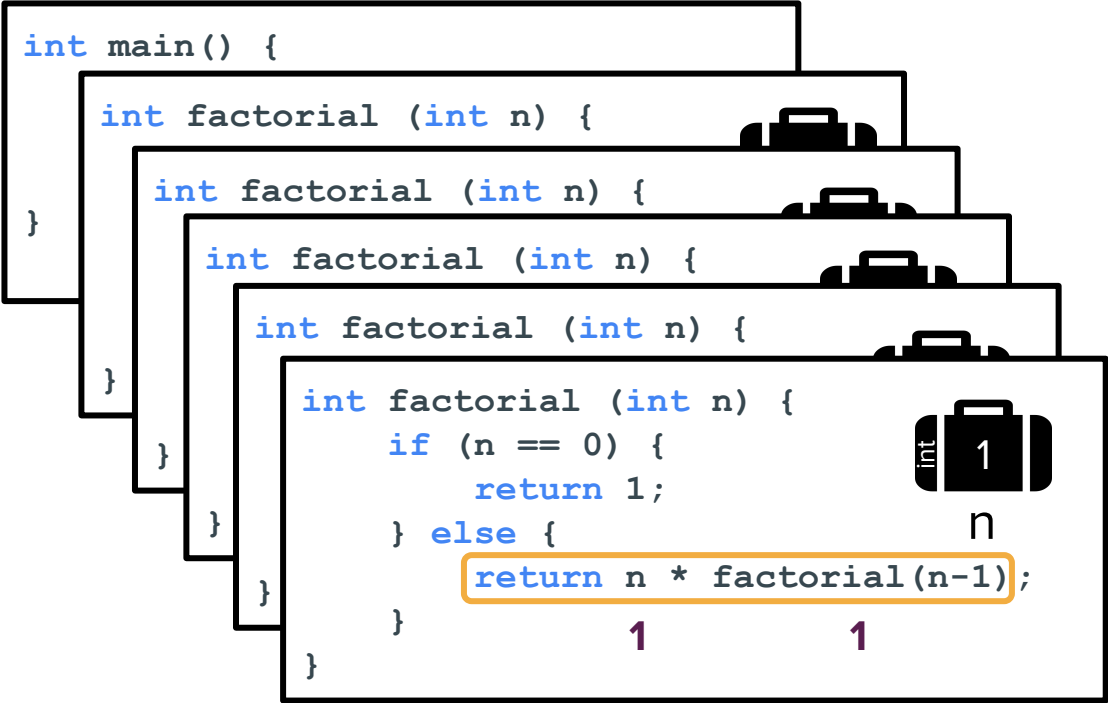 int main() {
}
int factorial (int n) {
}
int factorial (int n) {
}
int factorial (int n) {
}
int factorial (int n) {
}
int factorial (int n) {
if (n == 0) {
return 1;
} else {
return n * factorial(n-1);
}
}
int 1
n
1 1